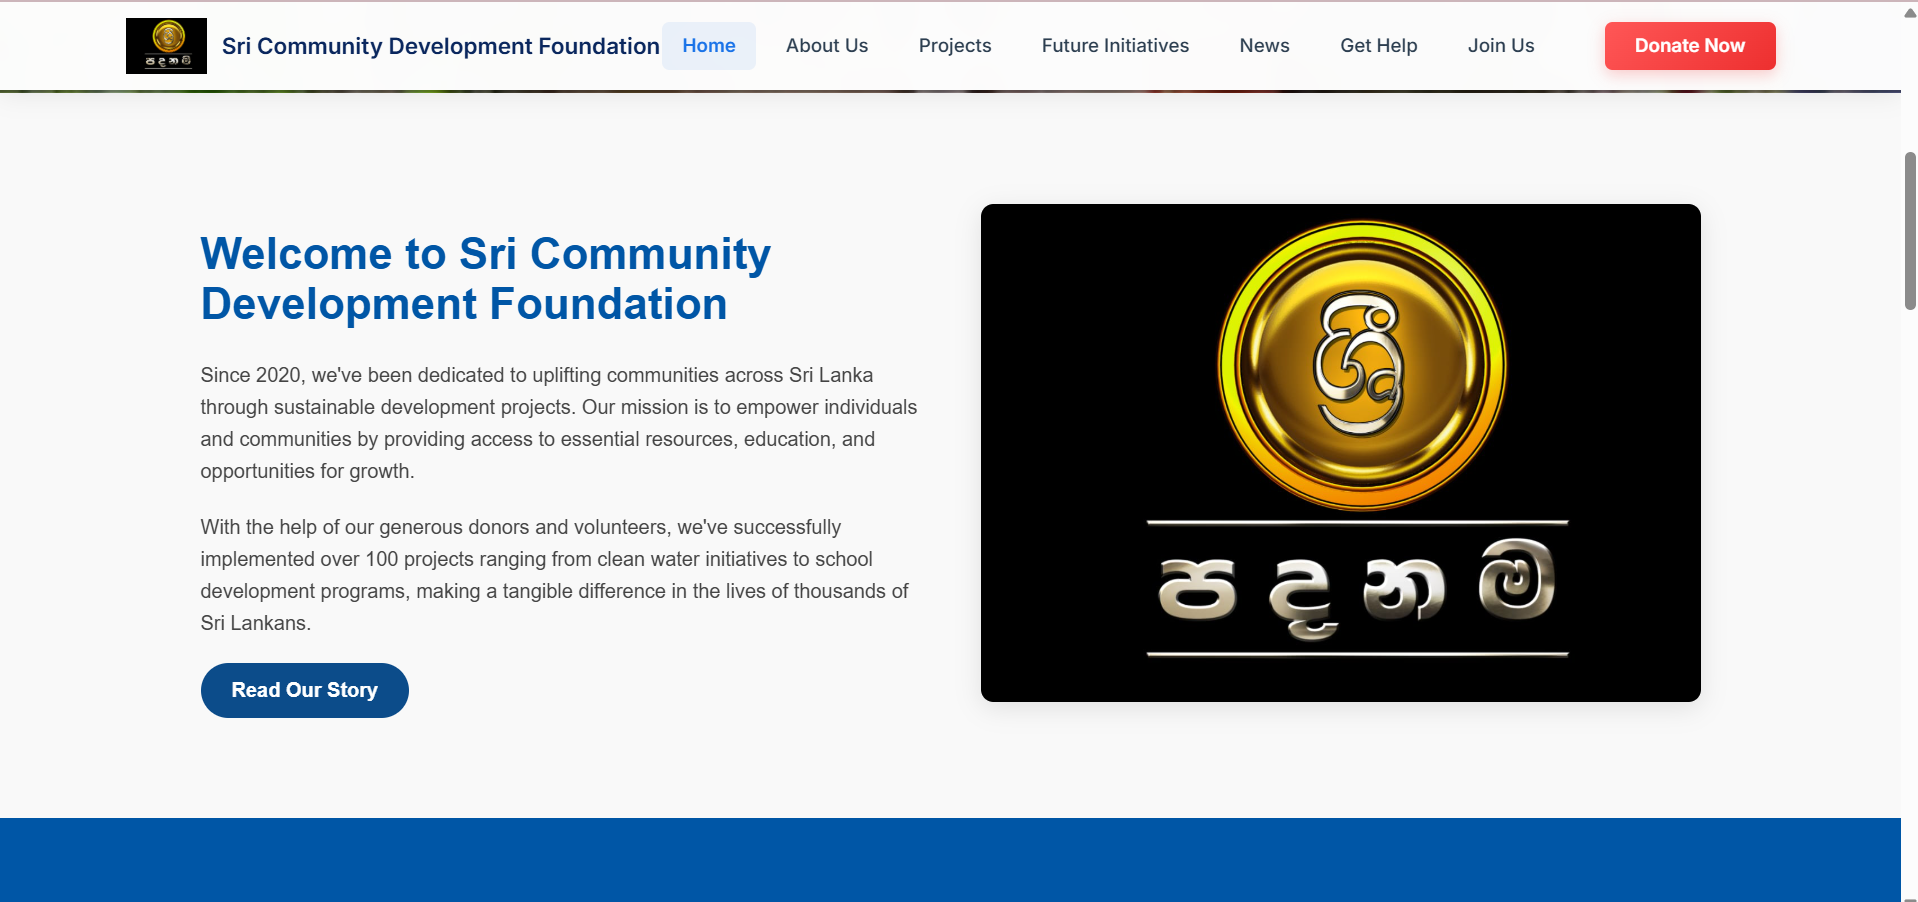 පදනම
Sri Community Development Foundation
Home
About Us
Projects
Future Initiatives
News
Get Help
Join Us
Donate Now
Welcome to Sri Community
Development Foundation
Since 2020, we've been dedicated to uplifting communities across Sri Lanka
through sustainable development projects. Our mission is to empower individuals
and communities by providing access to essential resources, education, and
opportunities for growth.
With the help of our generous donors and volunteers, we've successfully
implemented over 100 projects ranging from clean water initiatives to school
development programs, making a tangible difference in the lives of thousands of
Sri Lankans.
Read Our Story
ශ්‍රී
පදනම